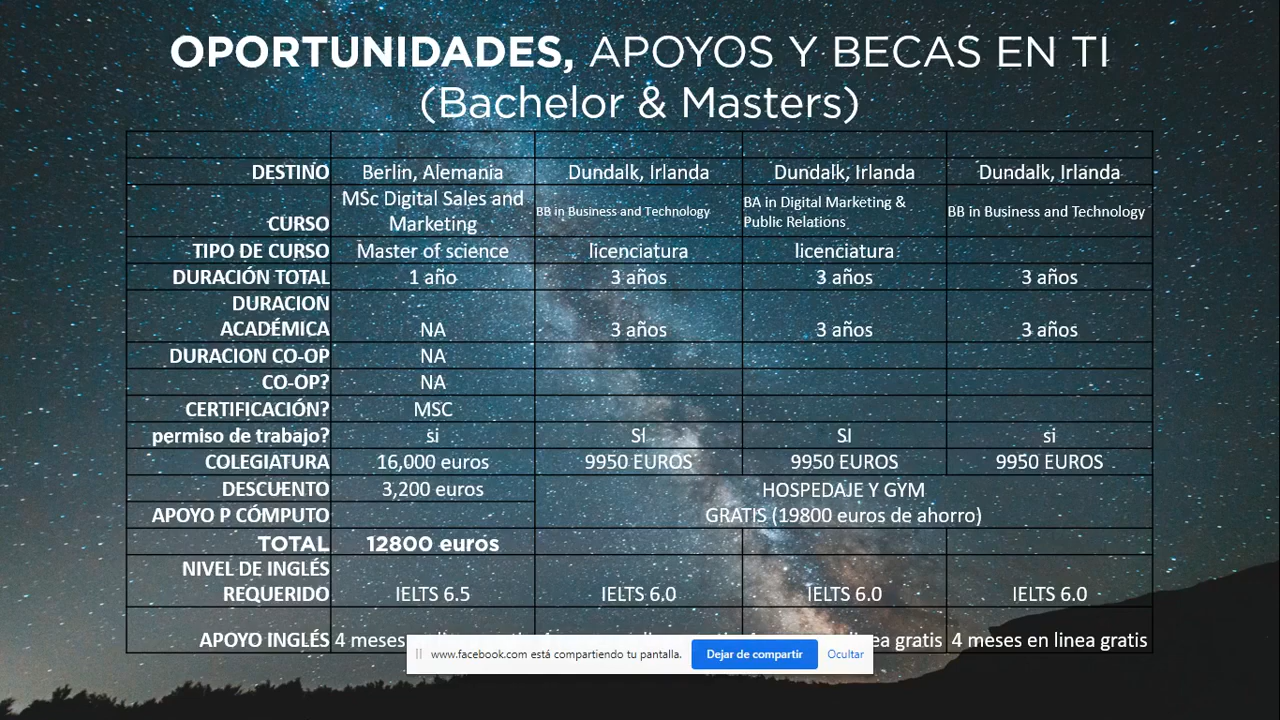 OPORTUNIDADES, APOYOS Y BECAS EN TI
(Bachelor & Masters)
DESTINO Berlin, Alemania Dundalk, Irlanda Dundalk, Irlanda Dundalk, Irlanda
CURSO MSc Digital Sales and Marketing BB in Business and Technology BA in Digital Marketing & Public Relations BB in Business and Technology
TIPO DE CURSO Master of science licenciatura licenciatura
DURACIÓN TOTAL 1 año 3 años 3 años 3 años
DURACION
ACADÉMICA NA 3 años 3 años 3 años
DURACION CO-OP NA
CO-OP? NA
CERTIFICACIÓN? MSC
permiso de trabajo? si SI SI si
COLEGIATURA 16,000 euros 9950 EUROS 9950 EUROS 9950 EUROS
DESCUENTO 3,200 euros HOSPEDAJE Y GYM
APOYO P CÓMPUTO GRATIS (19800 euros de ahorro)
TOTAL 12800 euros
NIVEL DE INGLÉS
REQUERIDO IELTS 6.5 IELTS 6.0 IELTS 6.0 IELTS 6.0
APOYO INGLÉS 4 meses gratis 4 meses en linea gratis
www.facebook.com está compartiendo tu pantalla. Dejar de compartir Ocultar